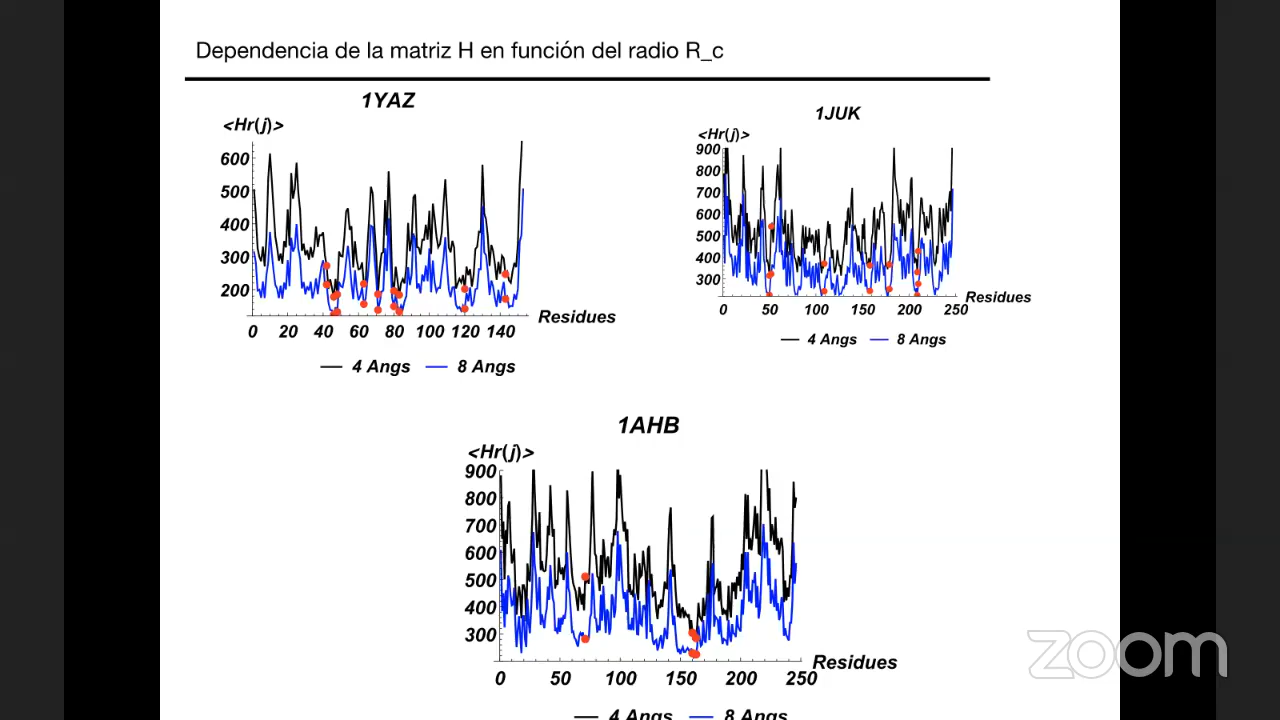 Dependencia de la matriz H en función del radio R_c
1YAZ
<Hr(j)>
600
500
400
300
200
0 20 40 60 80 100 120 140
Residues
4 Angs 8 Angs
1JUK
<Hr(j)>
900
800
700
600
500
400
300
0 50 100 150 200 250
Residues
4 Angs 8 Angs
1AHB
<Hr(j)>
900
800
700
600
500
400
300
0 50 100 150 200 250
Residues
4 Angs 8 Angs
zoom